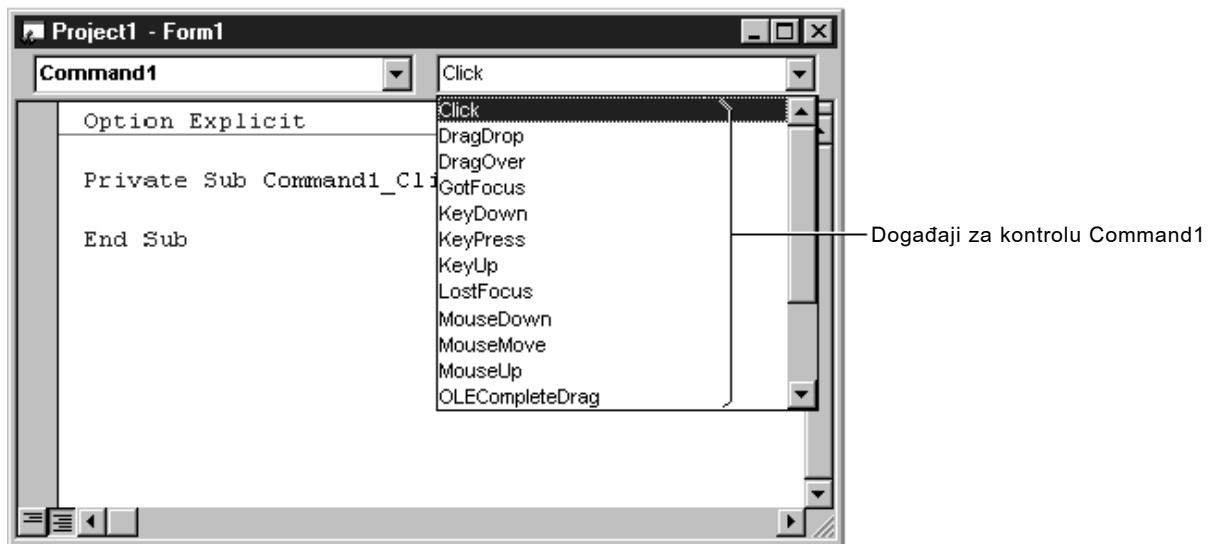 Project1 - Form1
Command1
Click
Click
DragDrop
DragOver
GotFocus
KeyDown
KeyPress
KeyUp
LostFocus
MouseDown
MouseMove
MouseUp
OLECompleteDrag
Option Explicit
Private Sub Command1_Cli
End Sub
Događaji za kontrolu Command1